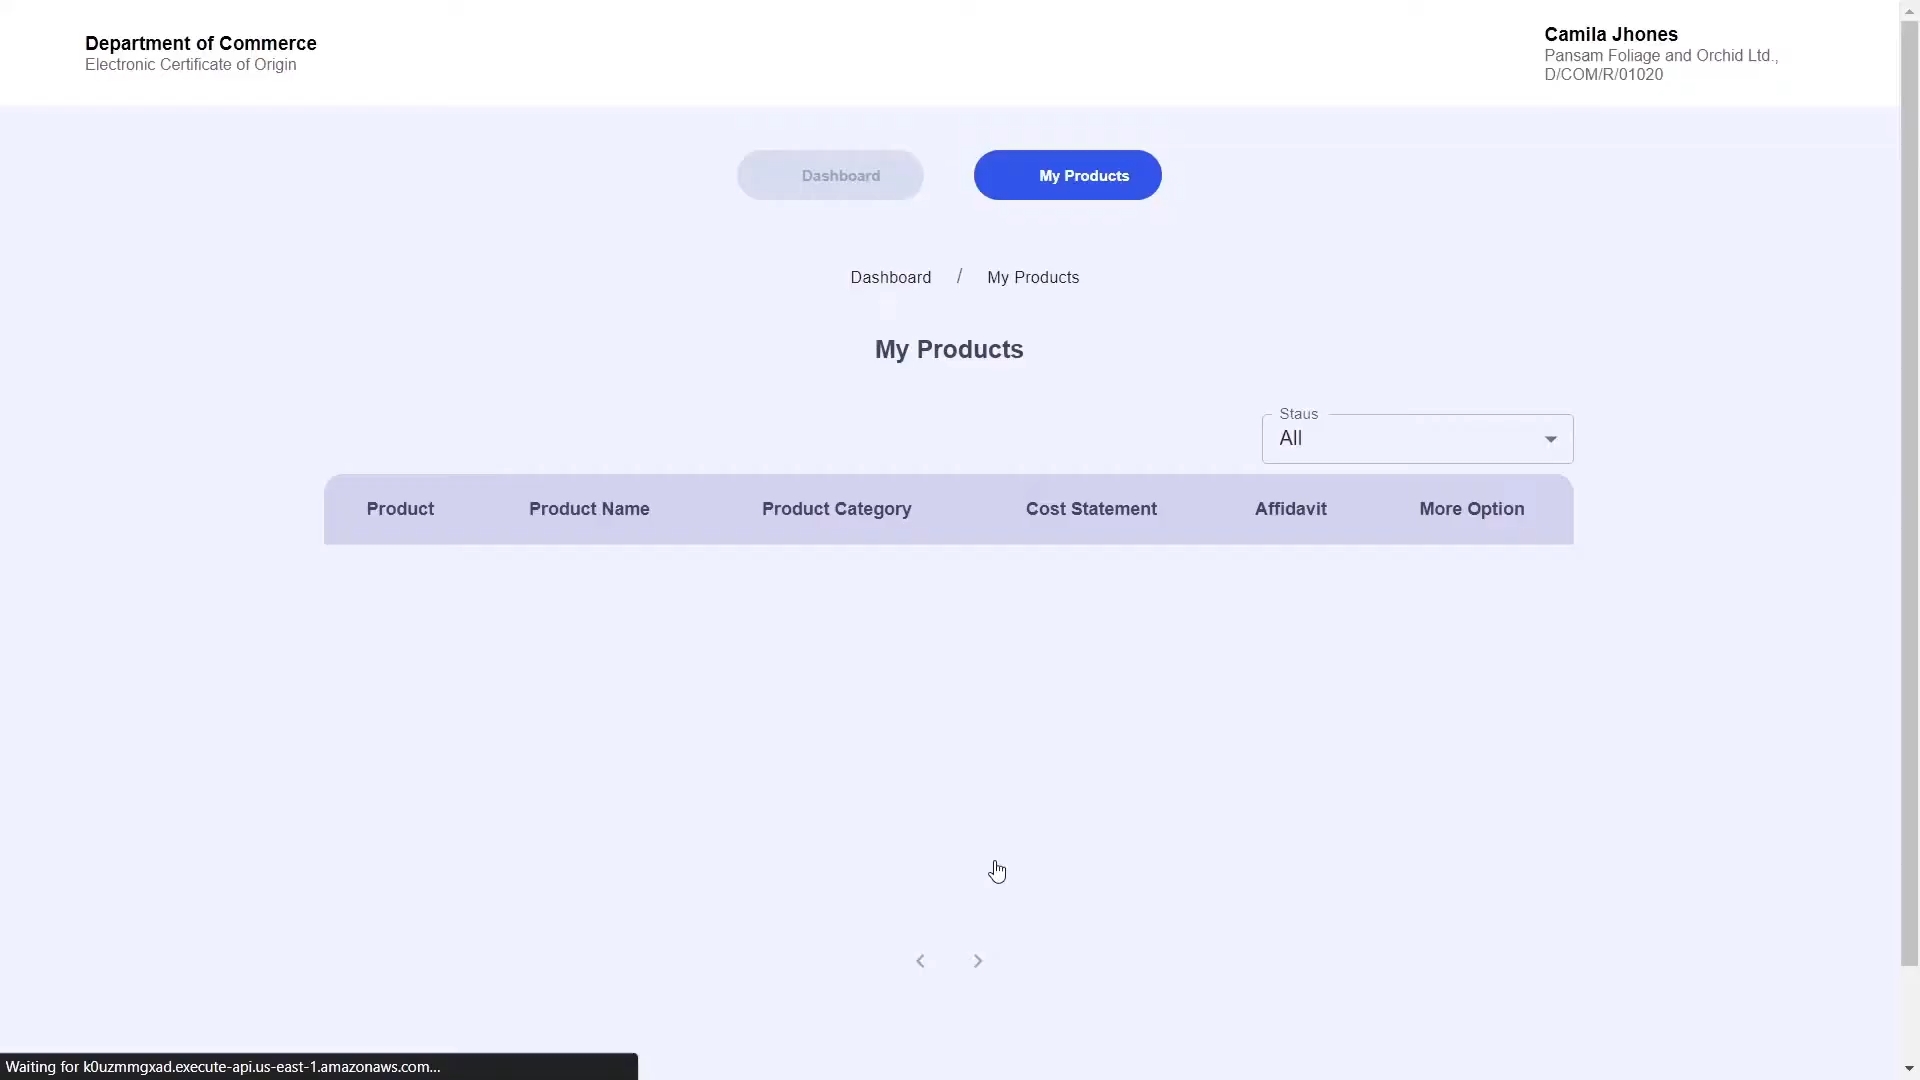 Department of Commerce
Electronic Certificate of Origin
Camila Jhones
Pansam Foliage and Orchid Ltd.,
D/COM/R/01020
Dashboard
My Products
Dashboard / My Products
My Products
Staus
All
Product Product Name Product Category Cost Statement Affidavit More Option
Waiting for k0uzmmgxad.execute-api.us-east-1.amazonaws.com...